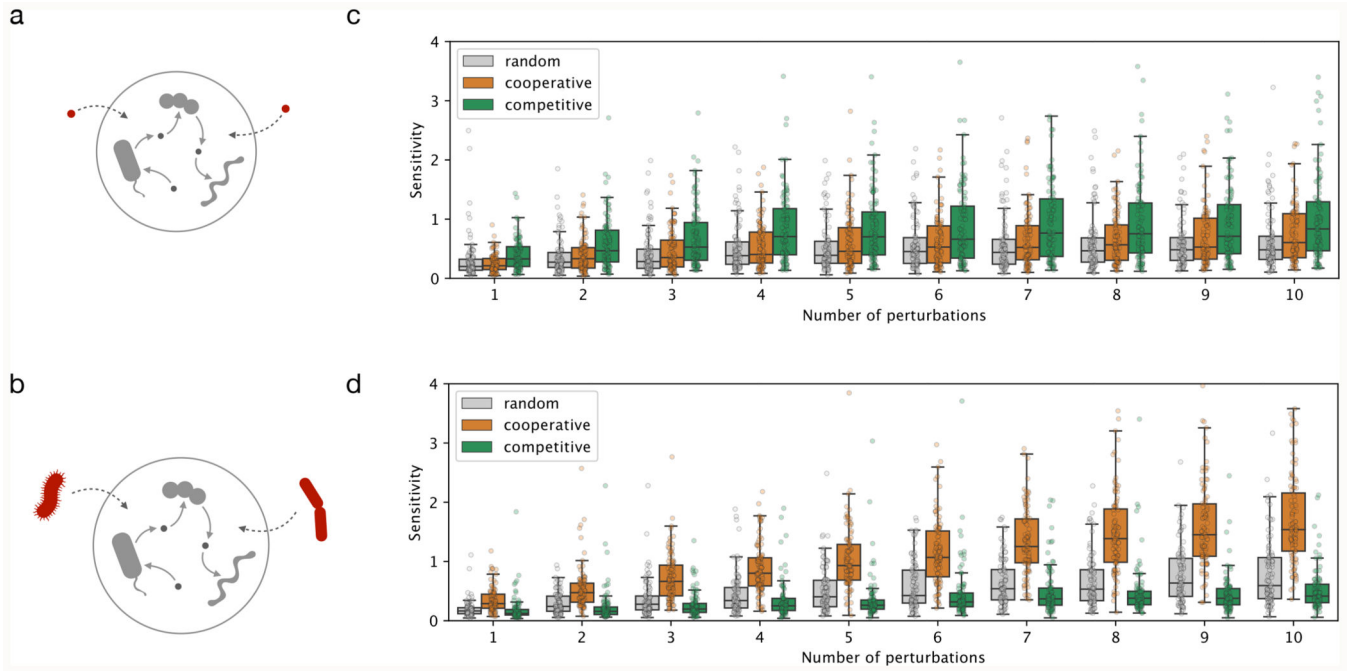 a
c
4
3
2
1
0
Sensitivity
random
cooperative
competitive
1 2 3 4 5 6 7 8 9 10
Number of perturbations
b
d
4
3
2
1
0
Sensitivity
random
cooperative
competitive
1 2 3 4 5 6 7 8 9 10
Number of perturbations